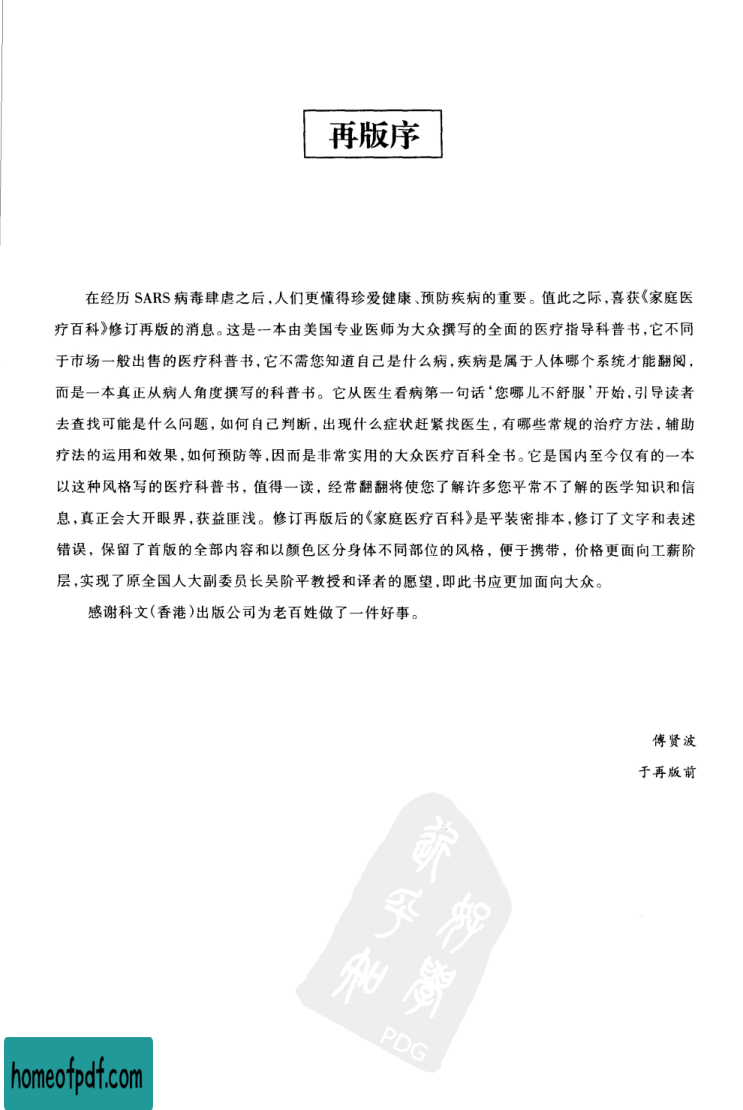 再版序
在经历 SARS 病毒肆虐之后,人们更懂得珍爱健康、预防疾病的重要。值此之际,喜获《家庭医
疗百科》修订再版的消息。这是一本由美国专业医师为大众撰写的全面的医疗指导科普书,它不同
于市场一般出售的医疗科普书,它不需您知道自己是什么病,疾病是属于人体哪个系统才能翻阅,
而是一本真正从病人角度撰写的科普书。它从医生看病第一句话‘您哪儿不舒服’开始,引导读者
去查找可能是什么问题,如何自己判断,出现什么症状赶紧找医生,有哪些常规的治疗方法,辅助
疗法的运用和效果,如何预防等,因而是非常实用的大众医疗百科全书。它是国内至今仅有的一本
以这种风格写的医疗科普书,值得一读,经常翻翻将使您了解许多您平常不了解的医学知识和信
息,真正会大开眼界,获益匪浅。修订再版后的《家庭医疗百科》是平装密排本,修订了文字和表述
错误,保留了首版的全部内容和以颜色区分身体不同部位的风格,便于携带,价格更面向工薪阶
层,实现了原全国人大副委员长吴阶平教授和译者的愿望,即此书应更加面向大众。
感谢科文(香港)出版公司为老百姓做了一件好事。
傅贤波
于再版前
PDG
homeofpdf.com